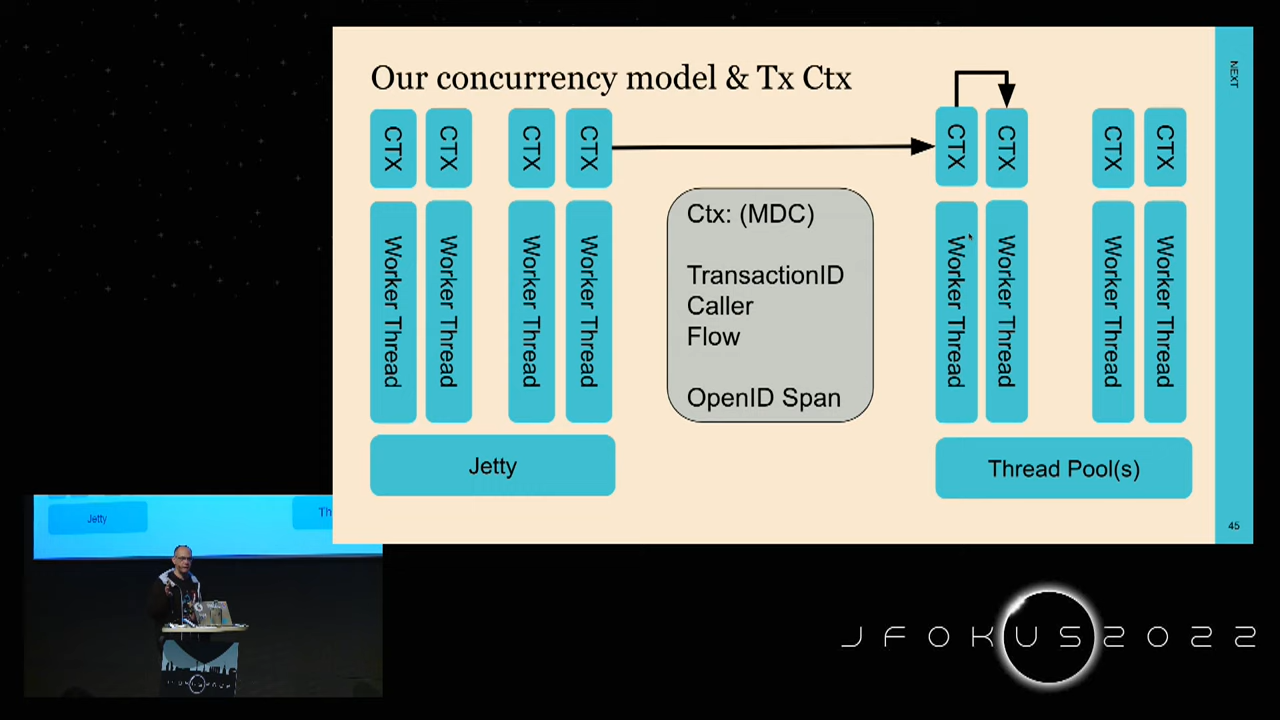 Our concurrency model & Tx Ctx
NEXT
CTX
CTX
CTX
CTX
CTX
CTX
CTX
CTX
Worker Thread
Worker Thread
Worker Thread
Worker Thread
Ctx: (MDC)
TransactionID
Caller
Flow
OpenID Span
Worker Thread
Worker Thread
Worker Thread
Worker Thread
Jetty
Thread Pool(s)
45
Jetty
Th
JFOKUS2022
JFOKUS